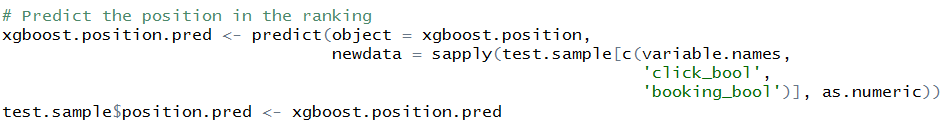 # Predict the position in the ranking
xgboost.position.pred <- predict(object = xgboost.position,
                                 newdata = sapply(test.sample[c(variable.names,
                                                                'click_bool',
                                                                'booking_bool')], as.numeric))
test.sample$position.pred <- xgboost.position.pred